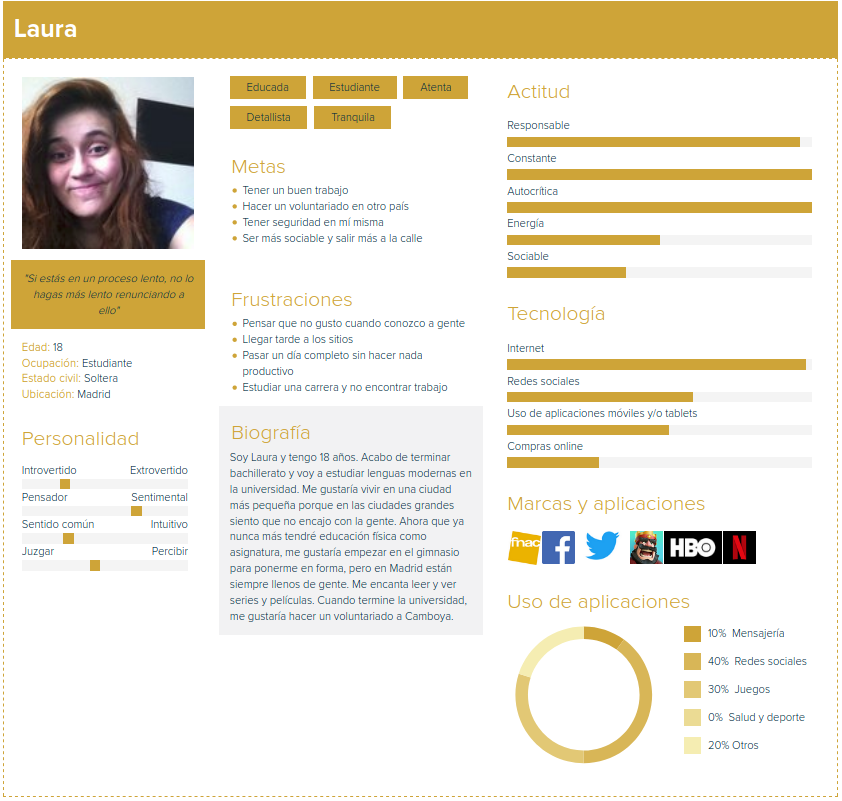 Laura
"Si estás en un proceso lento, no lo
hagas más lento renunciando a
ello"
Edad: 18
Ocupación: Estudiante
Estado civil: Soltera
Ubicación: Madrid
Personalidad
Introvertido Extrovertido
Pensador Sentimental
Sentido común Intuitivo
Juzgar Percibir
Educada Estudiante Atenta
Detallista Tranquila
Metas
Tener un buen trabajo
Hacer un voluntariado en otro país
Tener seguridad en mí misma
Ser más sociable y salir más a la calle
Frustraciones
Pensar que no gusto cuando conozco a gente
Llegar tarde a los sitios
Pasar un día completo sin hacer nada
productivo
Estudiar una carrera y no encontrar trabajo
Biografía
Soy Laura y tengo 18 años. Acabo de terminar
bachillerato y voy a estudiar lenguas modernas en
la universidad. Me gustaría vivir en una ciudad
más pequeña porque en las ciudades grandes
siento que no encajo con la gente. Ahora que ya
nunca más tendré educación física como
asignatura, me gustaría empezar en el gimnasio
para ponerme en forma, pero en Madrid están
siempre llenos de gente. Me encanta leer y ver
series y películas. Cuando termine la universidad,
me gustaría hacer un voluntariado a Camboya.
Actitud
Responsable
Constante
Autocrítica
Energía
Sociable
Tecnología
Internet
Redes sociales
Uso de aplicaciones móviles y/o tablets
Compras online
Marcas y aplicaciones
fnac f HBO N
Uso de aplicaciones
10% Mensajería
40% Redes sociales
30% Juegos
0% Salud y deporte
20% Otros